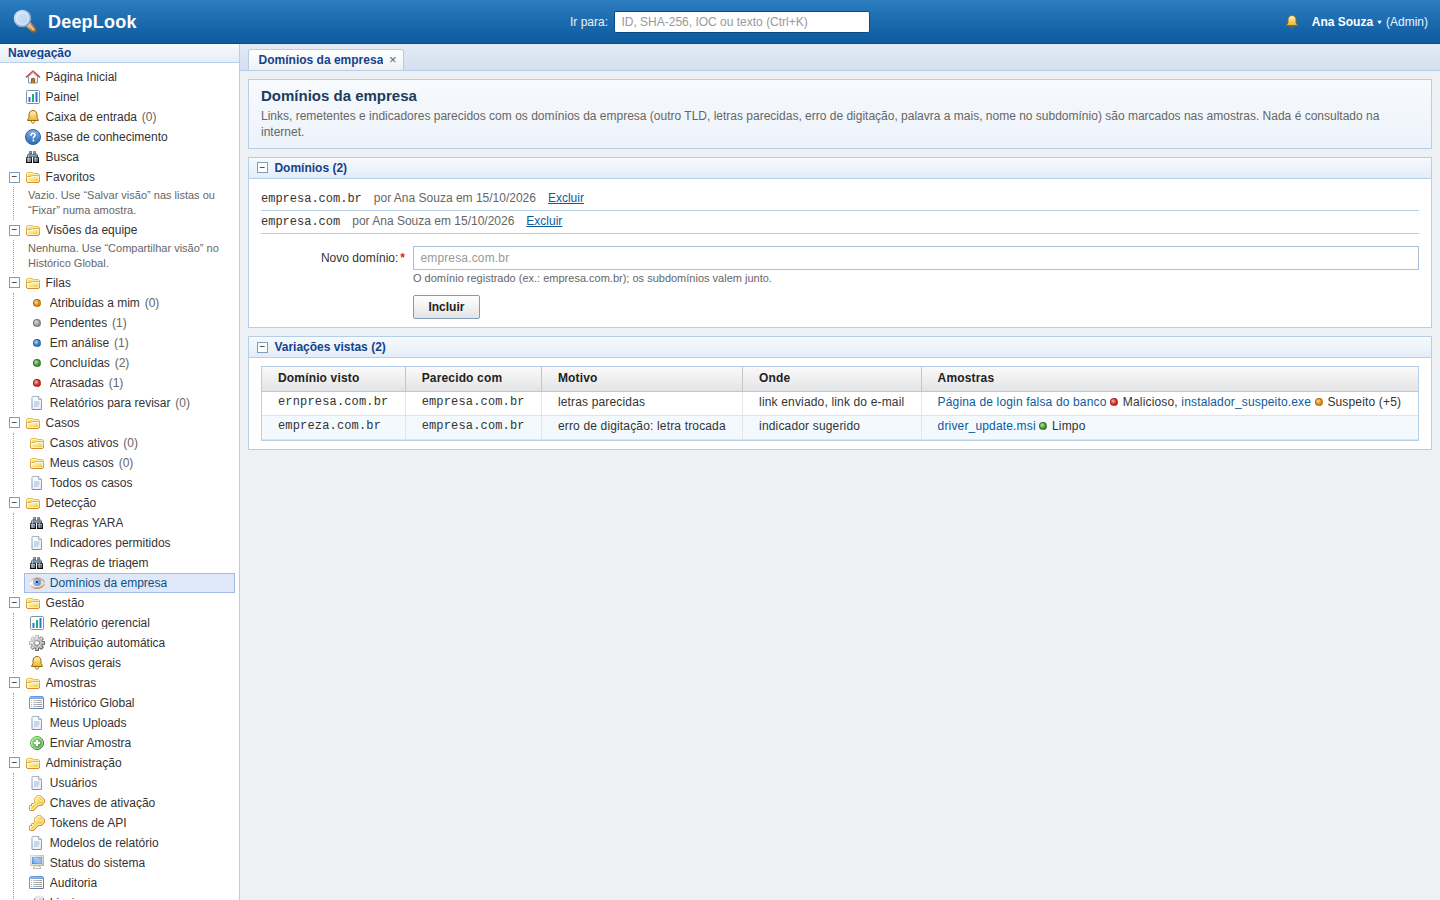 DeepLook
Ir para: ID, SHA-256, IOC ou texto (Ctrl+K)
Ana Souza (Admin)
Navegação
Página Inicial
Painel
Caixa de entrada (0)
Base de conhecimento
Busca
Favoritos
Vazio. Use “Salvar visão” nas listas ou
“Fixar” numa amostra.
Visões da equipe
Nenhuma. Use “Compartilhar visão” no
Histórico Global.
Filas
Atribuídas a mim (0)
Pendentes (1)
Em análise (1)
Concluídas (2)
Atrasadas (1)
Relatórios para revisar (0)
Casos
Casos ativos (0)
Meus casos (0)
Todos os casos
Detecção
Regras YARA
Indicadores permitidos
Regras de triagem
Domínios da empresa
Gestão
Relatório gerencial
Atribuição automática
Avisos gerais
Amostras
Histórico Global
Meus Uploads
Enviar Amostra
Administração
Usuários
Chaves de ativação
Tokens de API
Modelos de relatório
Status do sistema
Auditoria
Domínios da empresa ×
Domínios da empresa
Links, remetentes e indicadores parecidos com os domínios da empresa (outro TLD, letras parecidas, erro de digitação, palavra a mais, nome no subdomínio) são marcados nas amostras. Nada é consultado na
internet.
Domínios (2)
empresa.com.br por Ana Souza em 15/10/2026 Excluir
empresa.com por Ana Souza em 15/10/2026 Excluir
Novo domínio:* empresa.com.br
O domínio registrado (ex.: empresa.com.br); os subdomínios valem junto.
Incluir
Variações vistas (2)
Domínio visto Parecido com Motivo Onde Amostras
ernpresa.com.br empresa.com.br letras parecidas link enviado, link do e-mail Página de login falsa do banco Malicioso, instalador_suspeito.exe Suspeito (+5)
empreza.com.br empresa.com.br erro de digitação: letra trocada indicador sugerido driver_update.msi Limpo